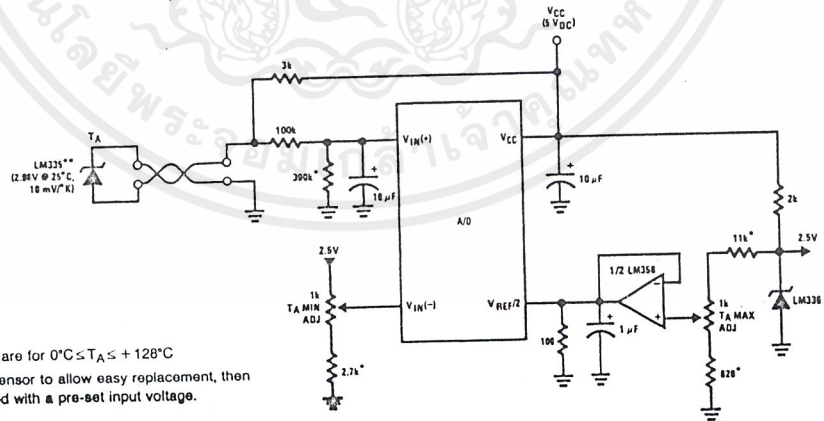 VCC
(5 VDC)
3k
TA
100k
VIN(+)
VCC
LM335**
(2.98V @ 25°C,
10 mV/°K)
390k*
+
10 µF
+
10 µF
2k
A/D
2.5V
11k*
2.5V
1/2 LM358
LM336
1k
TA MIN
ADJ
VIN(-)
VREF/2
-
+
1k
TA MAX
ADJ
100
+
1 µF
2.7k*
820*
are for 0°C≤TA≤ + 128°C
ensor to allow easy replacement, then
d with a pre-set input voltage.